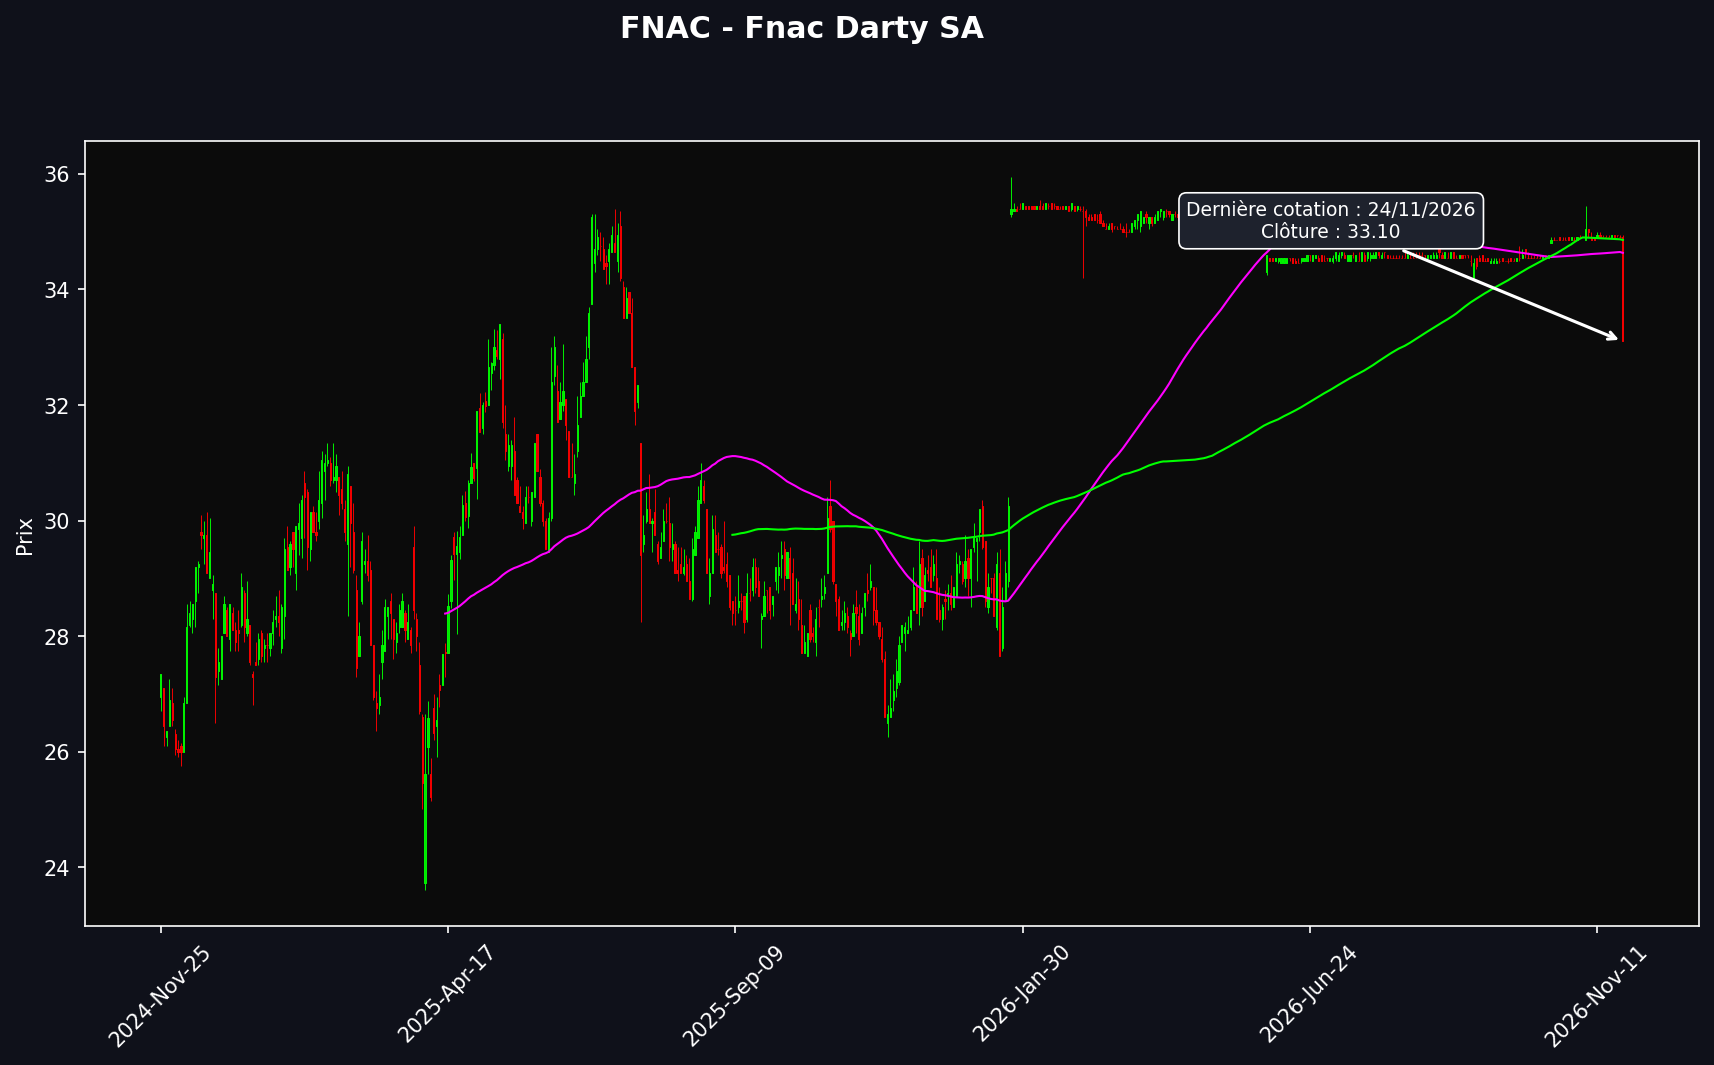 FNAC - Fnac Darty SA
36
34
32
30
28
26
24
Prix
Dernière cotation : 24/11/2026
Clôture : 33.10
2024-Nov-25
2025-Apr-17
2025-Sep-09
2026-Jan-30
2026-Jun-24
2026-Nov-11